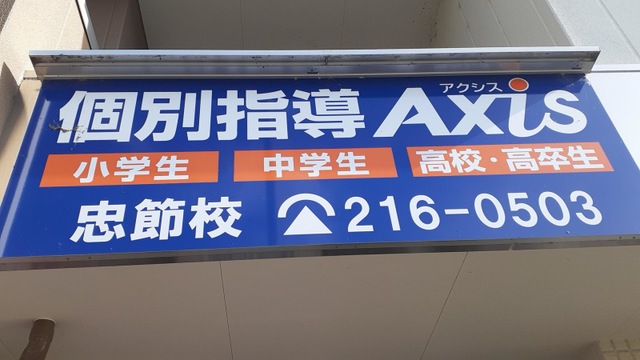 アクシス
個別指導 Axis
小学生 中学生 高校・高卒生
忠節校 216-0503